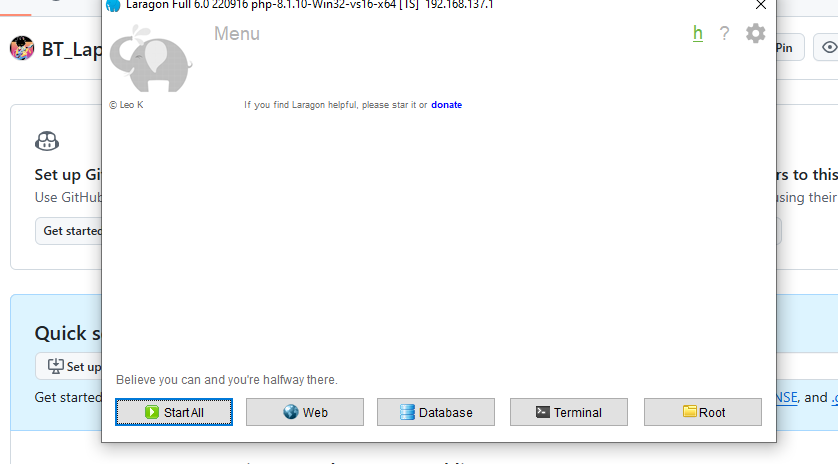 Laragon Full 6.0 220916 php-8.1.10-Win32-vs16-x64 [TS] 192.168.137.1
Menu
h ?
BT_Lap
Pin
© Leo K
If you find Laragon helpful, please star it or donate
Set up Gi
rs to this
Use GitHub
using their
Get started
Quick s
Set up
Believe you can and you're halfway there.
Get started
NSE, and .g
Start All
Web
Database
Terminal
Root